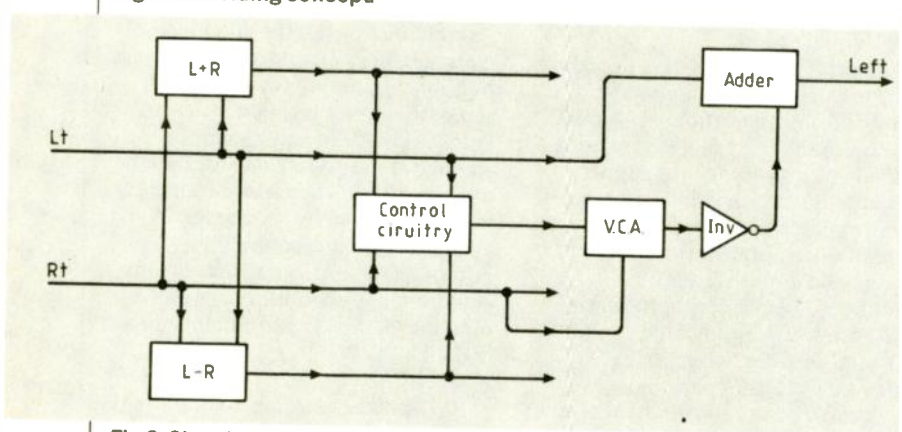 L+R
Adder
Left
Lt
Control
ciruitry
V.C.A.
Inv
Rt
L-R